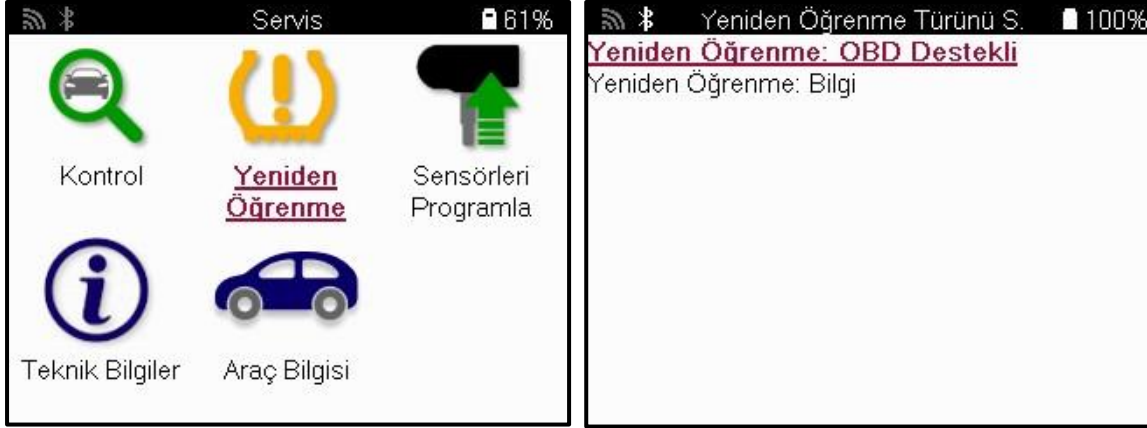 Servis
61%
Kontrol
Yeniden
Öğrenme
Sensörleri
Programla
Teknik Bilgiler
Araç Bilgisi
Yeniden Öğrenme Türünü S.
100%
Yeniden Öğrenme: OBD Destekli
Yeniden Öğrenme: Bilgi